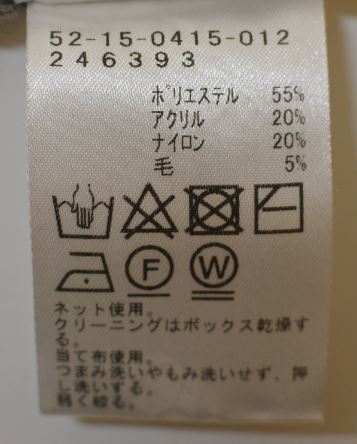 52-15-0415-012
246393
ポリエステル 55%
アクリル 20%
ナイロン 20%
毛 5%
F W
ネット使用。
クリーニングはボックス乾燥す
る。
当て布使用。
つまみ洗いやもみ洗いせず、押
し洗いする。
弱く絞る。